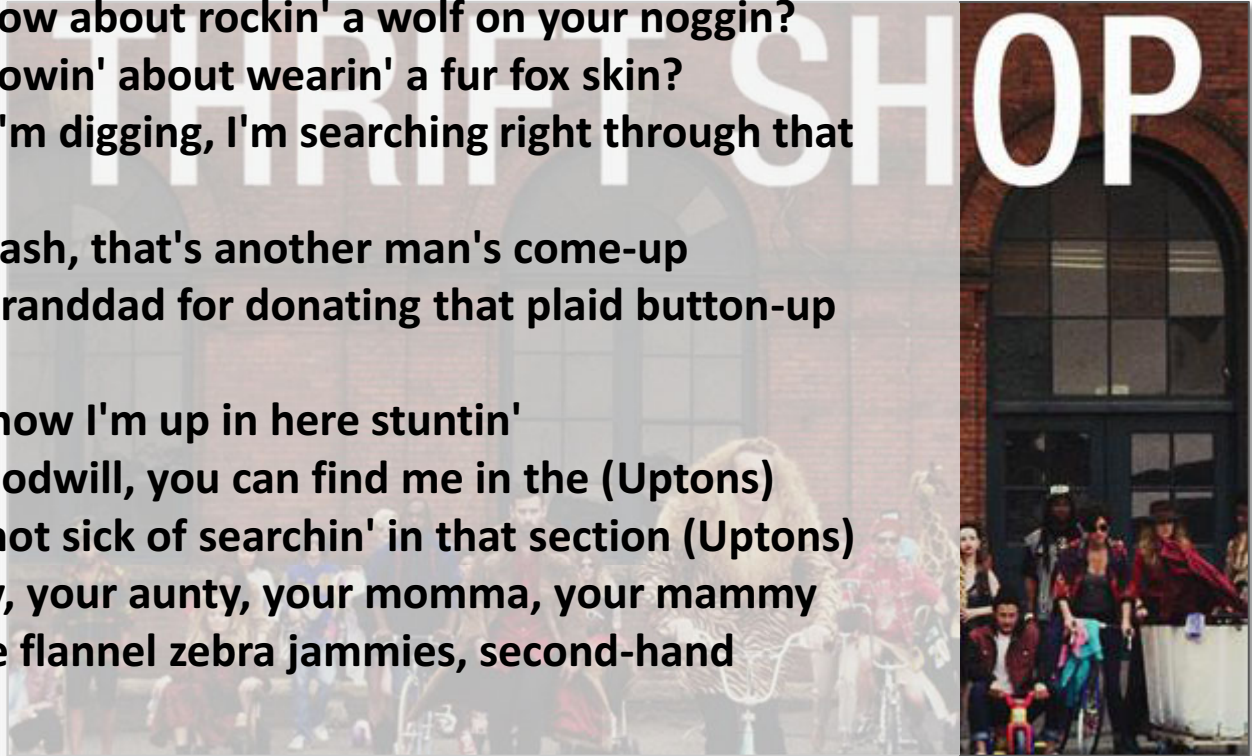 THRIFT SHOP
ow about rockin' a wolf on your noggin?
owin' about wearin' a fur fox skin?
'm digging, I'm searching right through that
ash, that's another man's come-up
randdad for donating that plaid button-up
now I'm up in here stuntin'
odwill, you can find me in the (Uptons)
not sick of searchin' in that section (Uptons)
, your aunty, your momma, your mammy
e flannel zebra jammies, second-hand